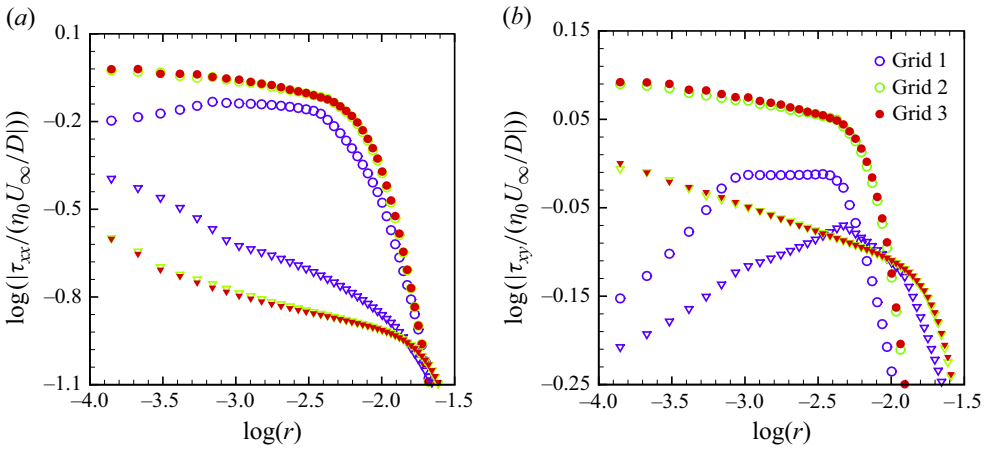 (a)
0.1
−0.2
−0.5
−0.8
−1.1
log(|τxx/(η0U∞/D|))
−4.0 −3.5 −3.0 −2.5 −2.0 −1.5
log(r)
(b)
0.15
0.05
−0.05
−0.15
−0.25
log(|τxy/(η0U∞/D|))
Grid 1
Grid 2
Grid 3
−4.0 −3.5 −3.0 −2.5 −2.0 −1.5
log(r)